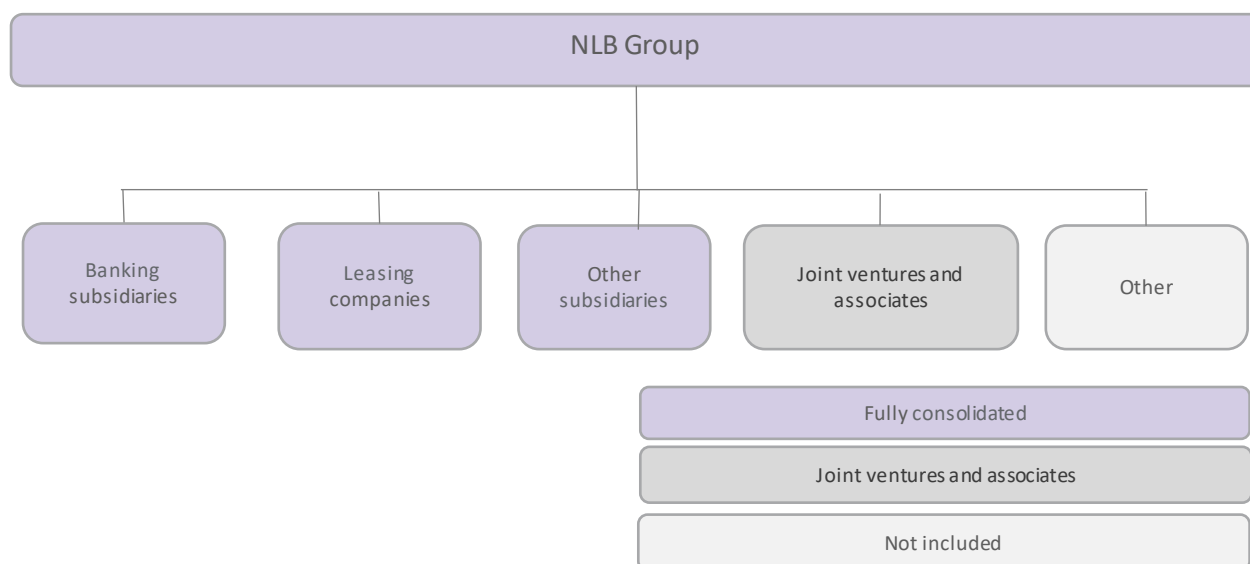 NLB Group
Banking
subsidiaries
Leasing
companies
Other
subsidiaries
Joint ventures and
associates
Other
Fully consolidated
Joint ventures and associates
Not included